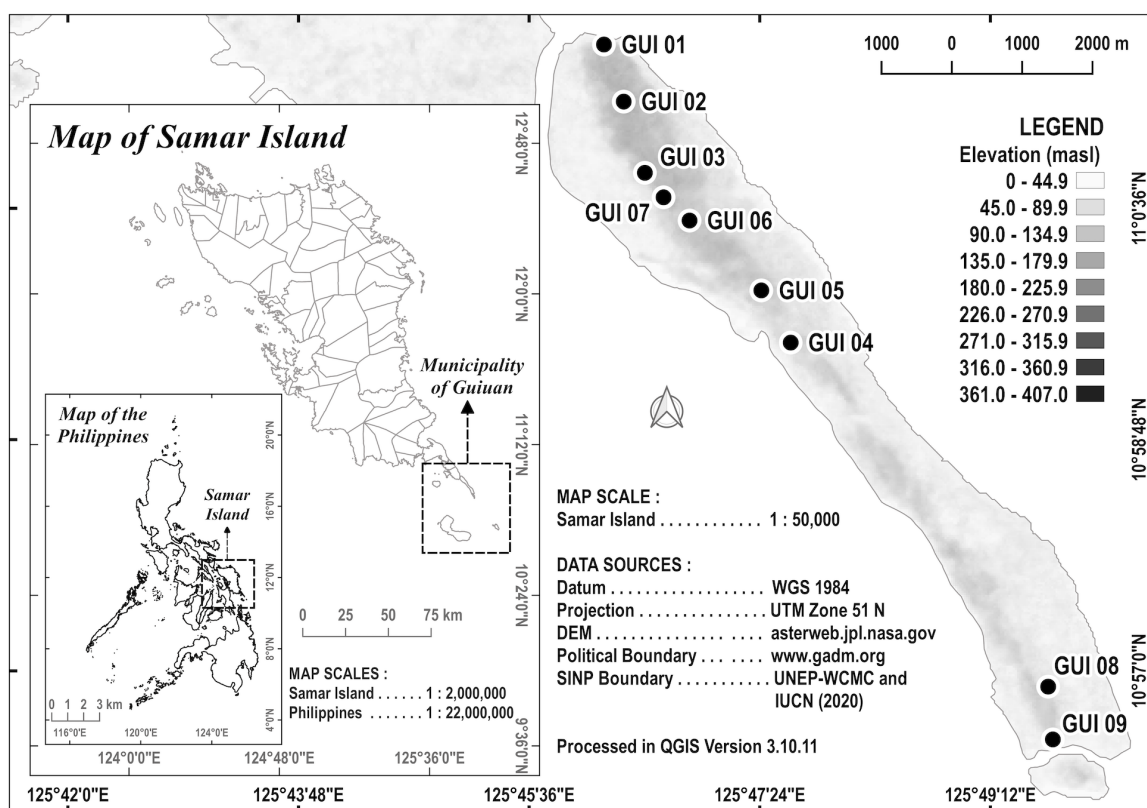 GUI 01
GUI 02
GUI 03
GUI 07
GUI 06
GUI 05
GUI 04
GUI 08
GUI 09
1000 0 1000 2000 m
LEGEND
Elevation (masl)
0 - 44.9
45.0 - 89.9
90.0 - 134.9
135.0 - 179.9
180.0 - 225.9
226.0 - 270.9
271.0 - 315.9
316.0 - 360.9
361.0 - 407.0
11°0'36"N
10°58'48"N
10°57'0"N
Map of Samar Island
12°48'0"N
12°0'0"N
11°12'0"N
10°24'0"N
9°36'0"N
Municipality
of Guiuan
0 25 50 75 km
MAP SCALES :
Samar Island . . . . . . 1 : 2,000,000
Philippines . . . . . . 1 : 22,000,000
124°0'0"E 124°48'0"E 125°36'0"E
Map of the
Philippines
Samar
Island
20°0'N
16°0'N
12°0'N
8°0'N
4°0'N
0 1 2 3 km
116°0'E 120°0'E 124°0'E
MAP SCALE :
Samar Island . . . . . . . . . . . . 1 : 50,000
DATA SOURCES :
Datum . . . . . . . . . . . . . . . . . . WGS 1984
Projection . . . . . . . . . . . . . . UTM Zone 51 N
DEM . . . . . . . . . . . . . . . . . . . asterweb.jpl.nasa.gov
Political Boundary . . . . . . . . www.gadm.org
SINP Boundary . . . . . . . . . . . UNEP-WCMC and
IUCN (2020)
Processed in QGIS Version 3.10.11
125°42'0"E 125°43'48"E 125°45'36"E 125°47'24"E 125°49'12"E